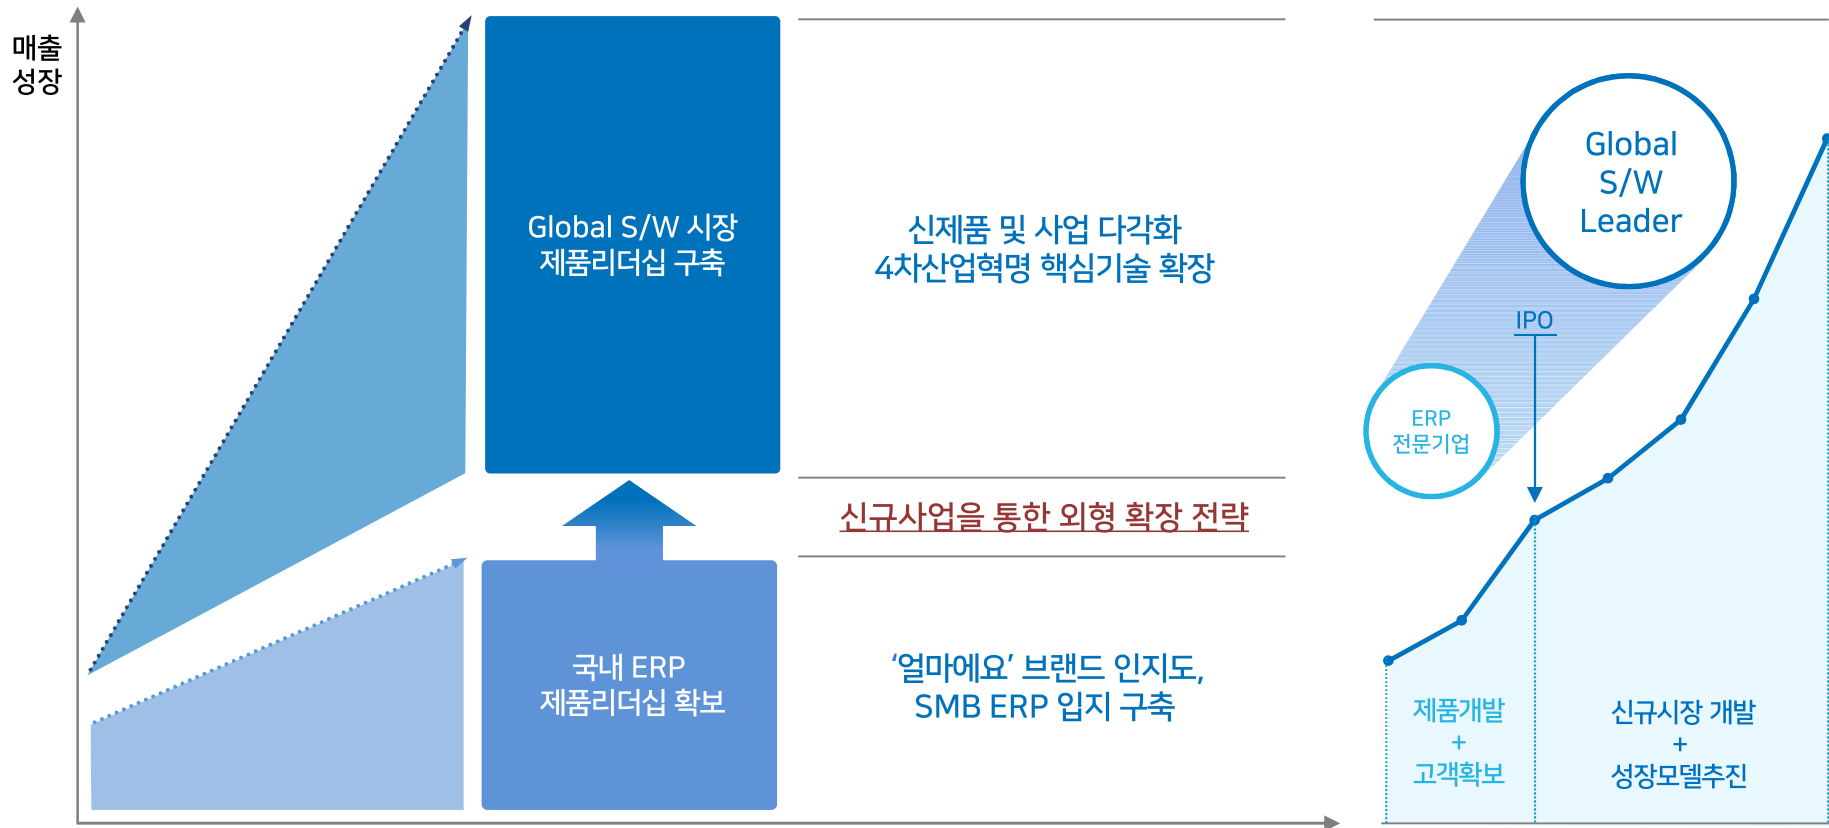 매출
성장
Global S/W 시장
제품리더십 구축
신제품 및 사업 다각화
4차산업혁명 핵심기술 확장
신규사업을 통한 외형 확장 전략
국내 ERP
제품리더십 확보
‘얼마에요’ 브랜드 인지도,
SMB ERP 입지 구축
Global
S/W
Leader
IPO
ERP
전문기업
제품개발
+
고객확보
신규시장 개발
+
성장모델추진